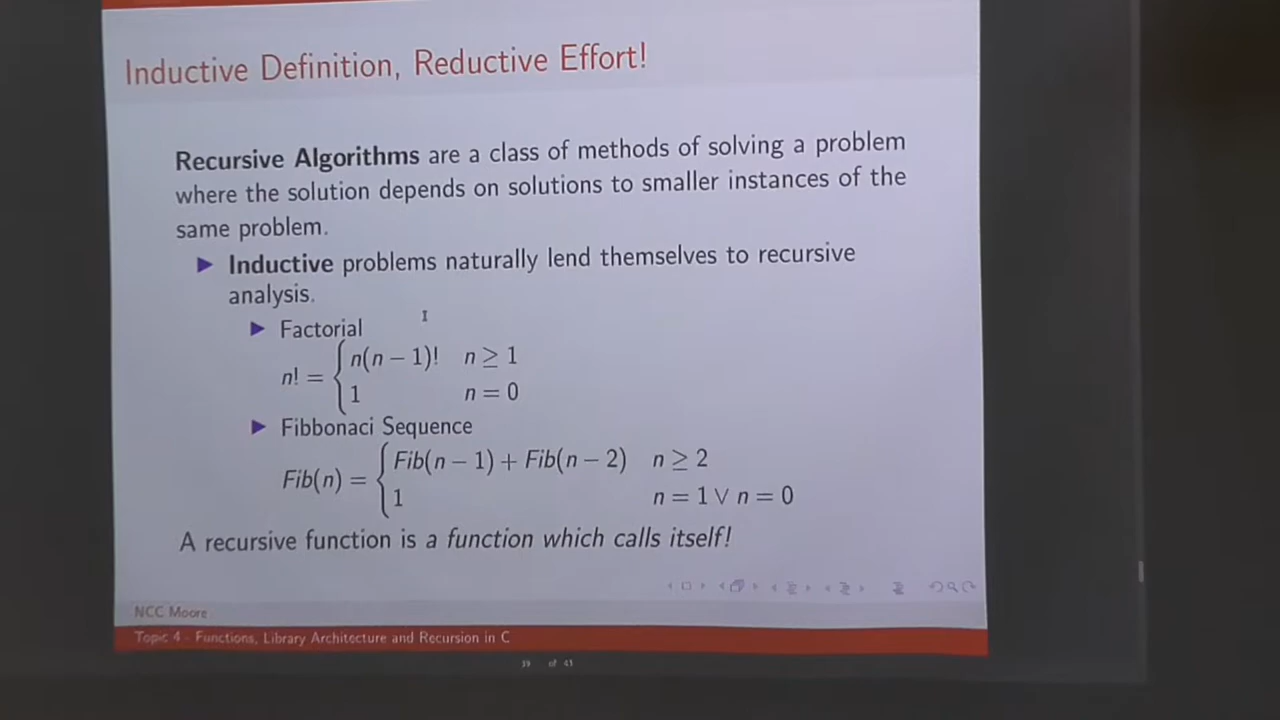 Inductive Definition, Reductive Effort!
Recursive Algorithms are a class of methods of solving a problem
where the solution depends on solutions to smaller instances of the
same problem.
▶ Inductive problems naturally lend themselves to recursive
analysis.
▶ Factorial
n! = { n(n − 1)! n ≥ 1
1 n = 0
▶ Fibbonaci Sequence
Fib(n) = { Fib(n − 1) + Fib(n − 2) n ≥ 2
1 n = 1 ∨ n = 0
A recursive function is a function which calls itself!
NCC Moore
Topic 4 - Functions, Library Architecture and Recursion in C